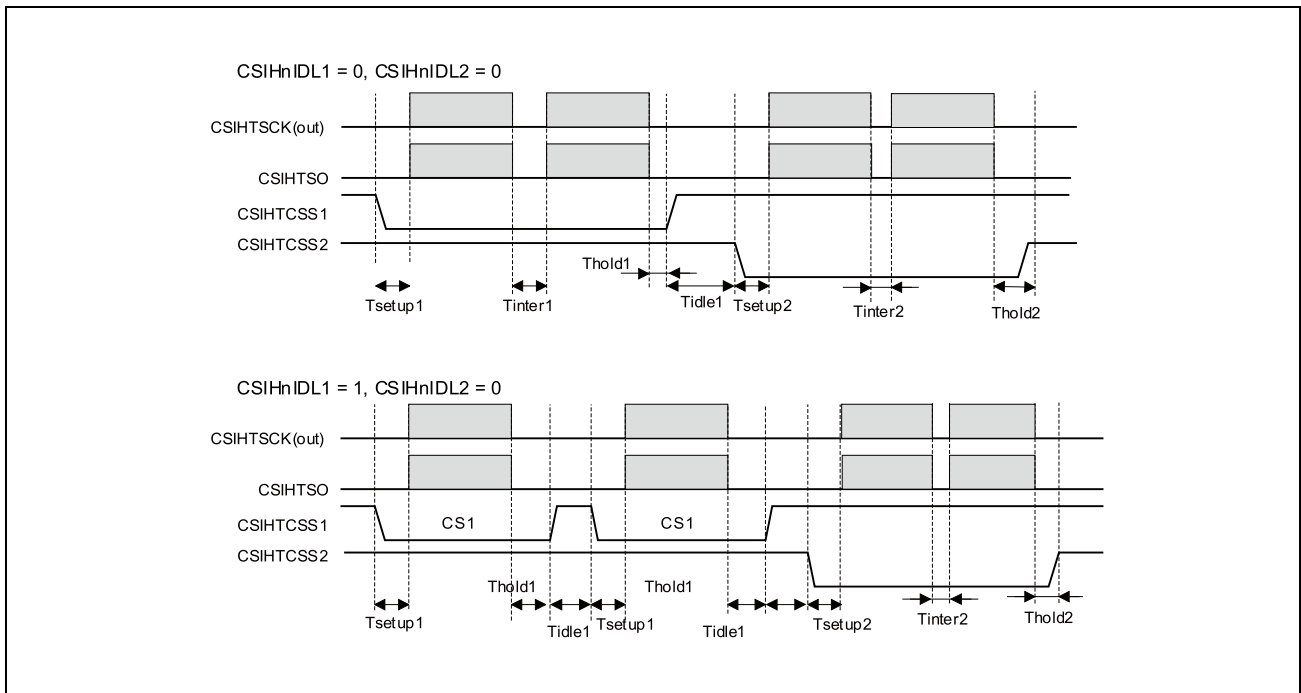 CSIHnIDL1 = 0, CSIHnIDL2 = 0
CSIHTSCK(out)
CSIHTSO
CSIHTCSS1
CSIHTCSS2
Thold1
Tsetup1
Tinter1
Tidle1
Tsetup2
Tinter2
Thold2
CSIHnIDL1 = 1, CSIHnIDL2 = 0
CSIHTSCK(out)
CSIHTSO
CSIHTCSS1
CS1
CS1
CSIHTCSS2
Thold1
Thold1
Tsetup1
Tidle1
Tsetup1
Tidle1
Tsetup2
Tinter2
Thold2